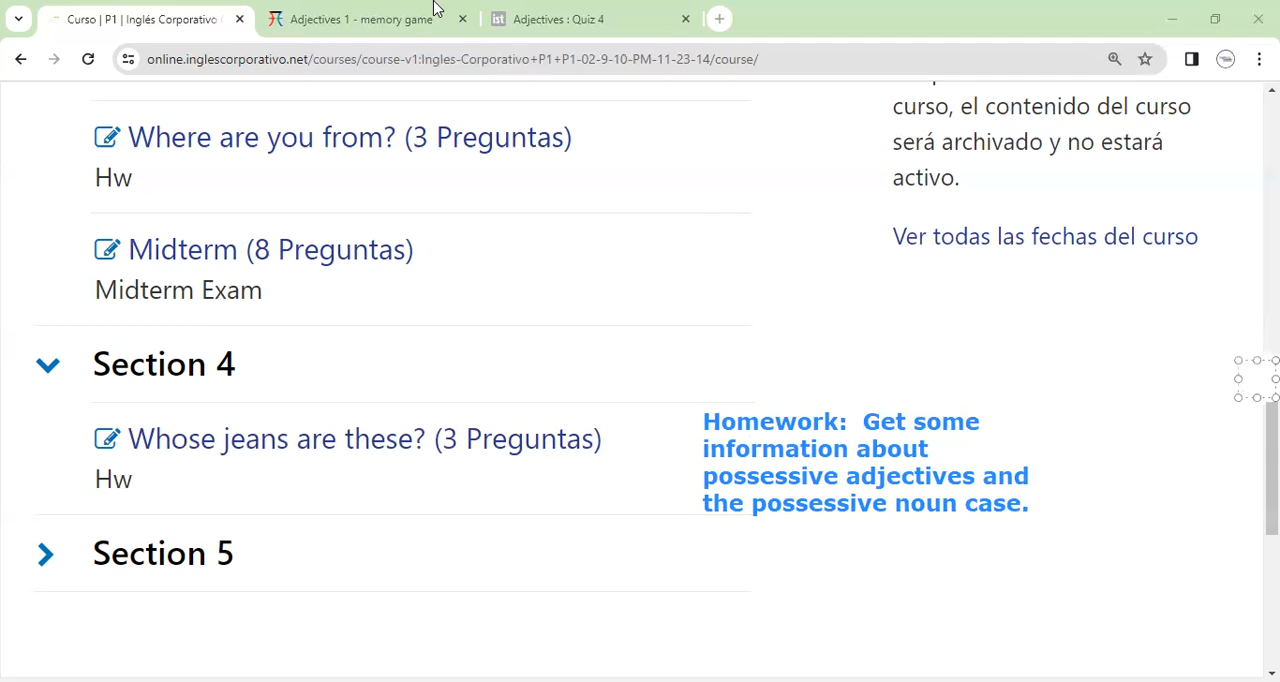 Curso | P1 | Inglés Corporativo
Adjectives 1 - memory game
ist
Adjectives : Quiz 4
online.inglescorporativo.net/courses/course-v1:Ingles-Corporativo+P1+P1-02-9-10-PM-11-23-14/course/
curso, el contenido del curso
será archivado y no estará
activo.
Ver todas las fechas del curso
Where are you from? (3 Preguntas)
Hw
Midterm (8 Preguntas)
Midterm Exam
Section 4
Whose jeans are these? (3 Preguntas)
Hw
Homework: Get some
information about
possessive adjectives and
the possessive noun case.
Section 5